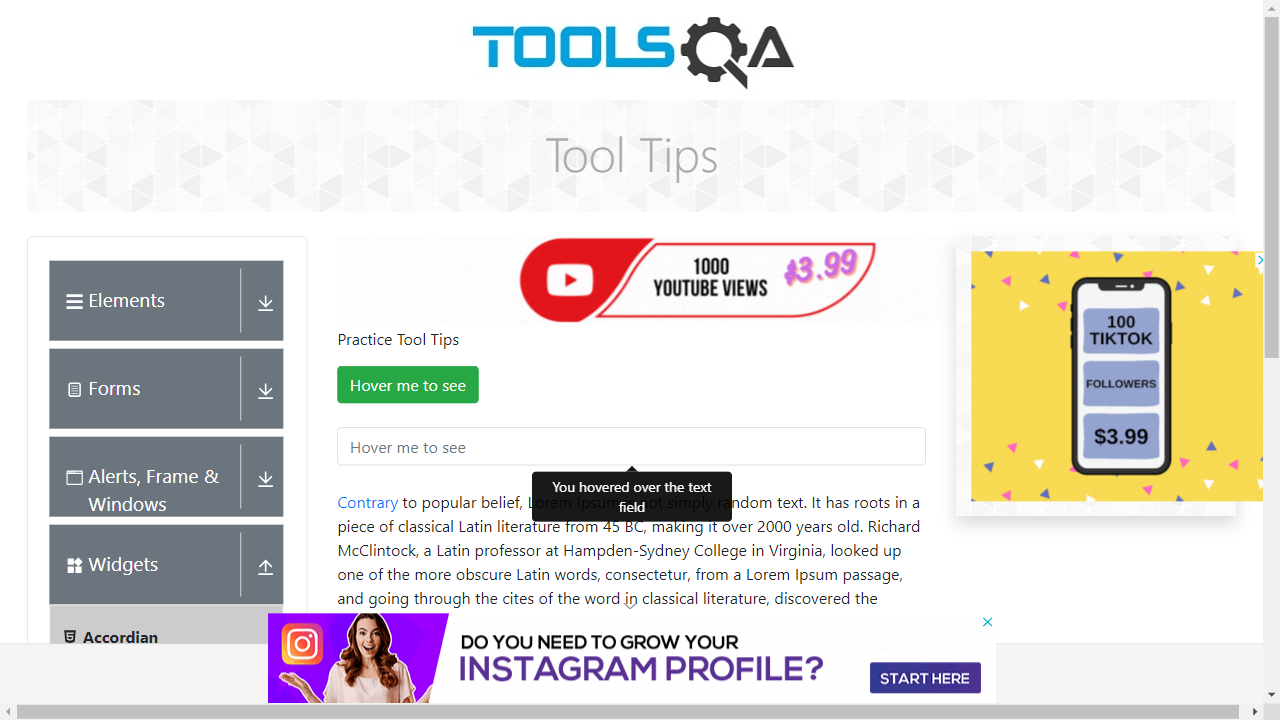 TOOLSQA
Tool Tips
Elements
Forms
Alerts, Frame &
Windows
Widgets
Accordian
1000
YOUTUBE VIEWS
$3.99
Practice Tool Tips
Hover me to see
Hover me to see
You hovered over the text
field
Contrary to popular belief, Lorem Ipsum is not simply random text. It has roots in a
piece of classical Latin literature from 45 BC, making it over 2000 years old. Richard
McClintock, a Latin professor at Hampden-Sydney College in Virginia, looked up
one of the more obscure Latin words, consectetur, from a Lorem Ipsum passage,
and going through the cites of the word in classical literature, discovered the
100
TIKTOK
FOLLOWERS
$3.99
DO YOU NEED TO GROW YOUR
INSTAGRAM PROFILE?
START HERE